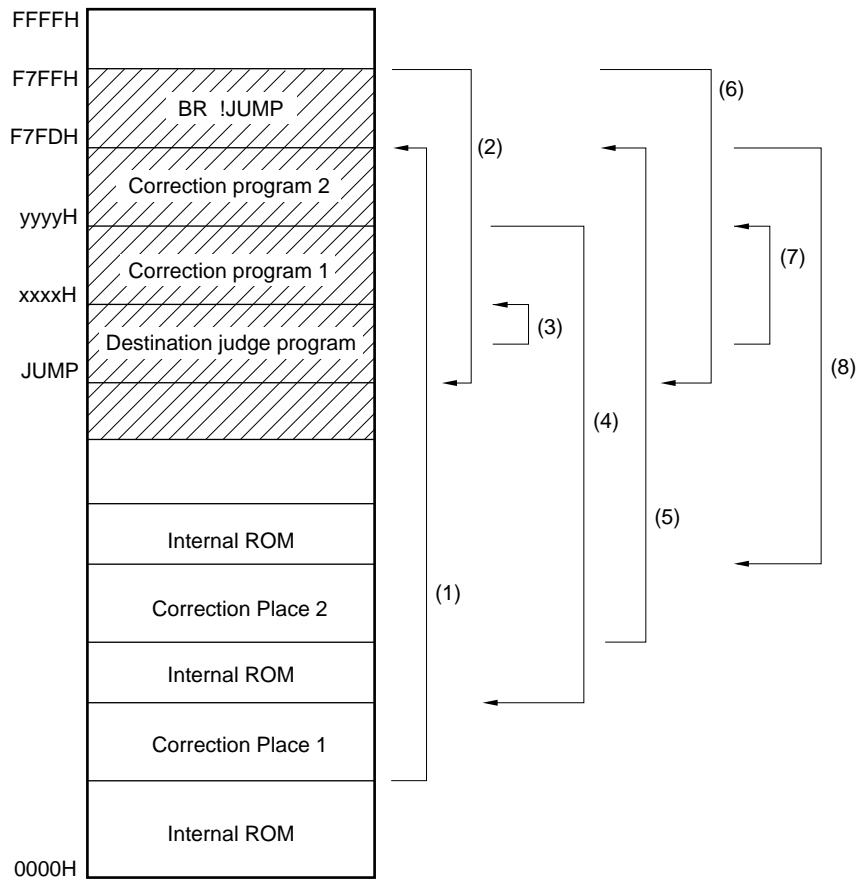 FFFFH
F7FFH
BR !JUMP
(6)
F7FDH
(2)
Correction program 2
yyyyH
(7)
Correction program 1
xxxxH
(3)
Destination judge program
JUMP
(8)
(4)
(5)
Internal ROM
(1)
Correction Place 2
Internal ROM
Correction Place 1
Internal ROM
0000H